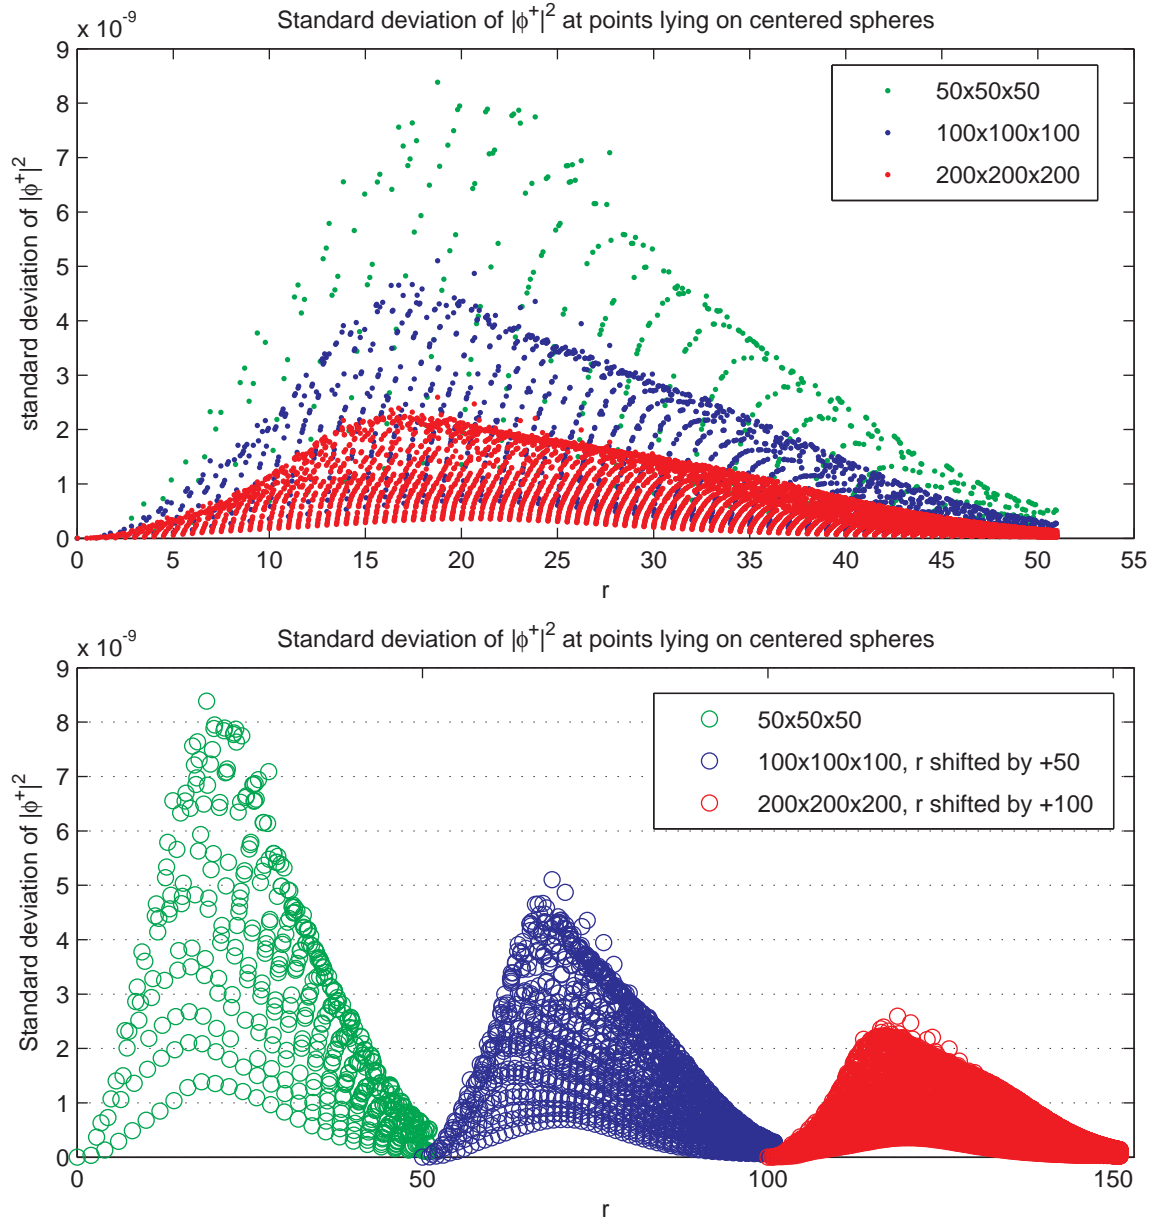 Standard deviation of |ϕ⁺|² at points lying on centered spheres
x 10⁻⁹
9
8
7
6
5
4
3
2
1
0
standard deviation of |ϕ⁺|²
50x50x50
100x100x100
200x200x200
0 5 10 15 20 25 30 35 40 45 50 55
r
Standard deviation of |ϕ⁺|² at points lying on centered spheres
x 10⁻⁹
9
8
7
6
5
4
3
2
1
0
Standard deviation of |ϕ⁺|²
50x50x50
100x100x100, r shifted by +50
200x200x200, r shifted by +100
0 50 100 150
r